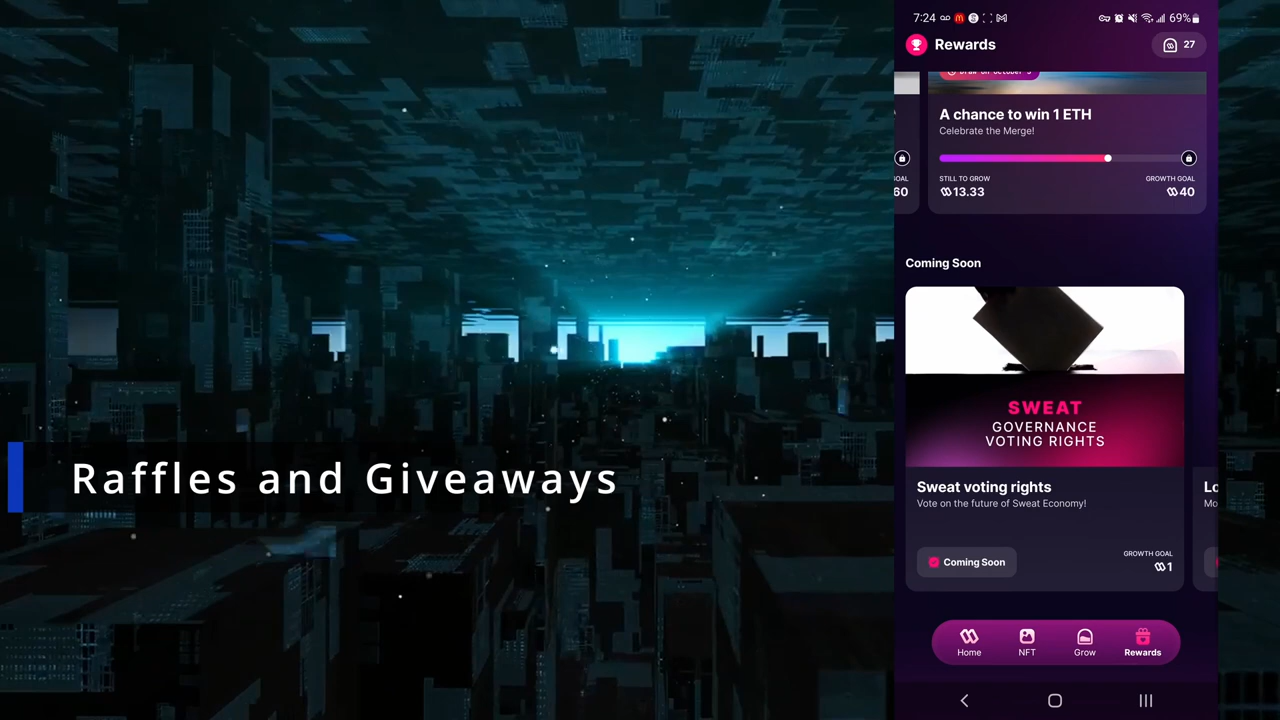 Raffles and Giveaways
7:24
69%
Rewards
27
A chance to win 1 ETH
Celebrate the Merge!
STILL TO GROW
13.33
GROWTH GOAL
40
60
Coming Soon
SWEAT
GOVERNANCE
VOTING RIGHTS
Sweat voting rights
Vote on the future of Sweat Economy!
Coming Soon
GROWTH GOAL
1
Home
NFT
Grow
Rewards